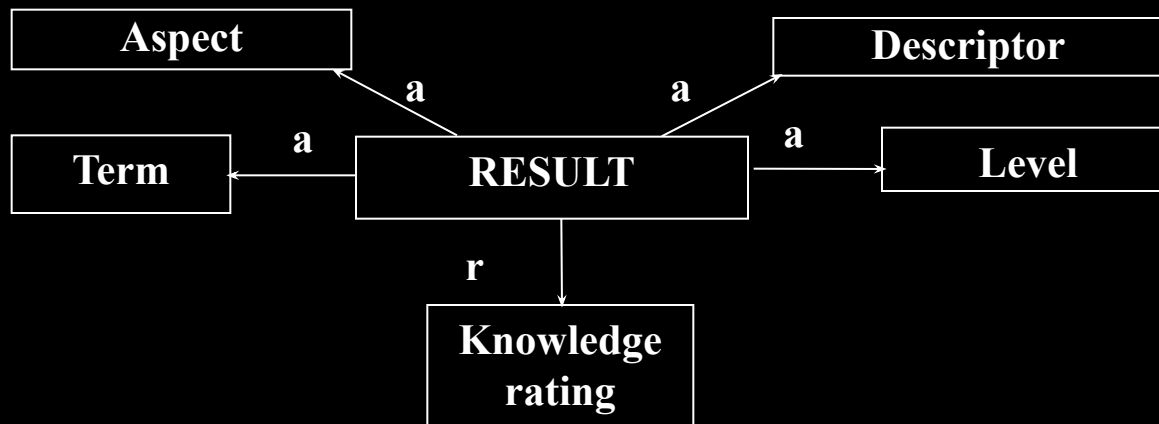 Aspect
Descriptor
a
a
Term
a
RESULT
a
Level
r
Knowledge
rating